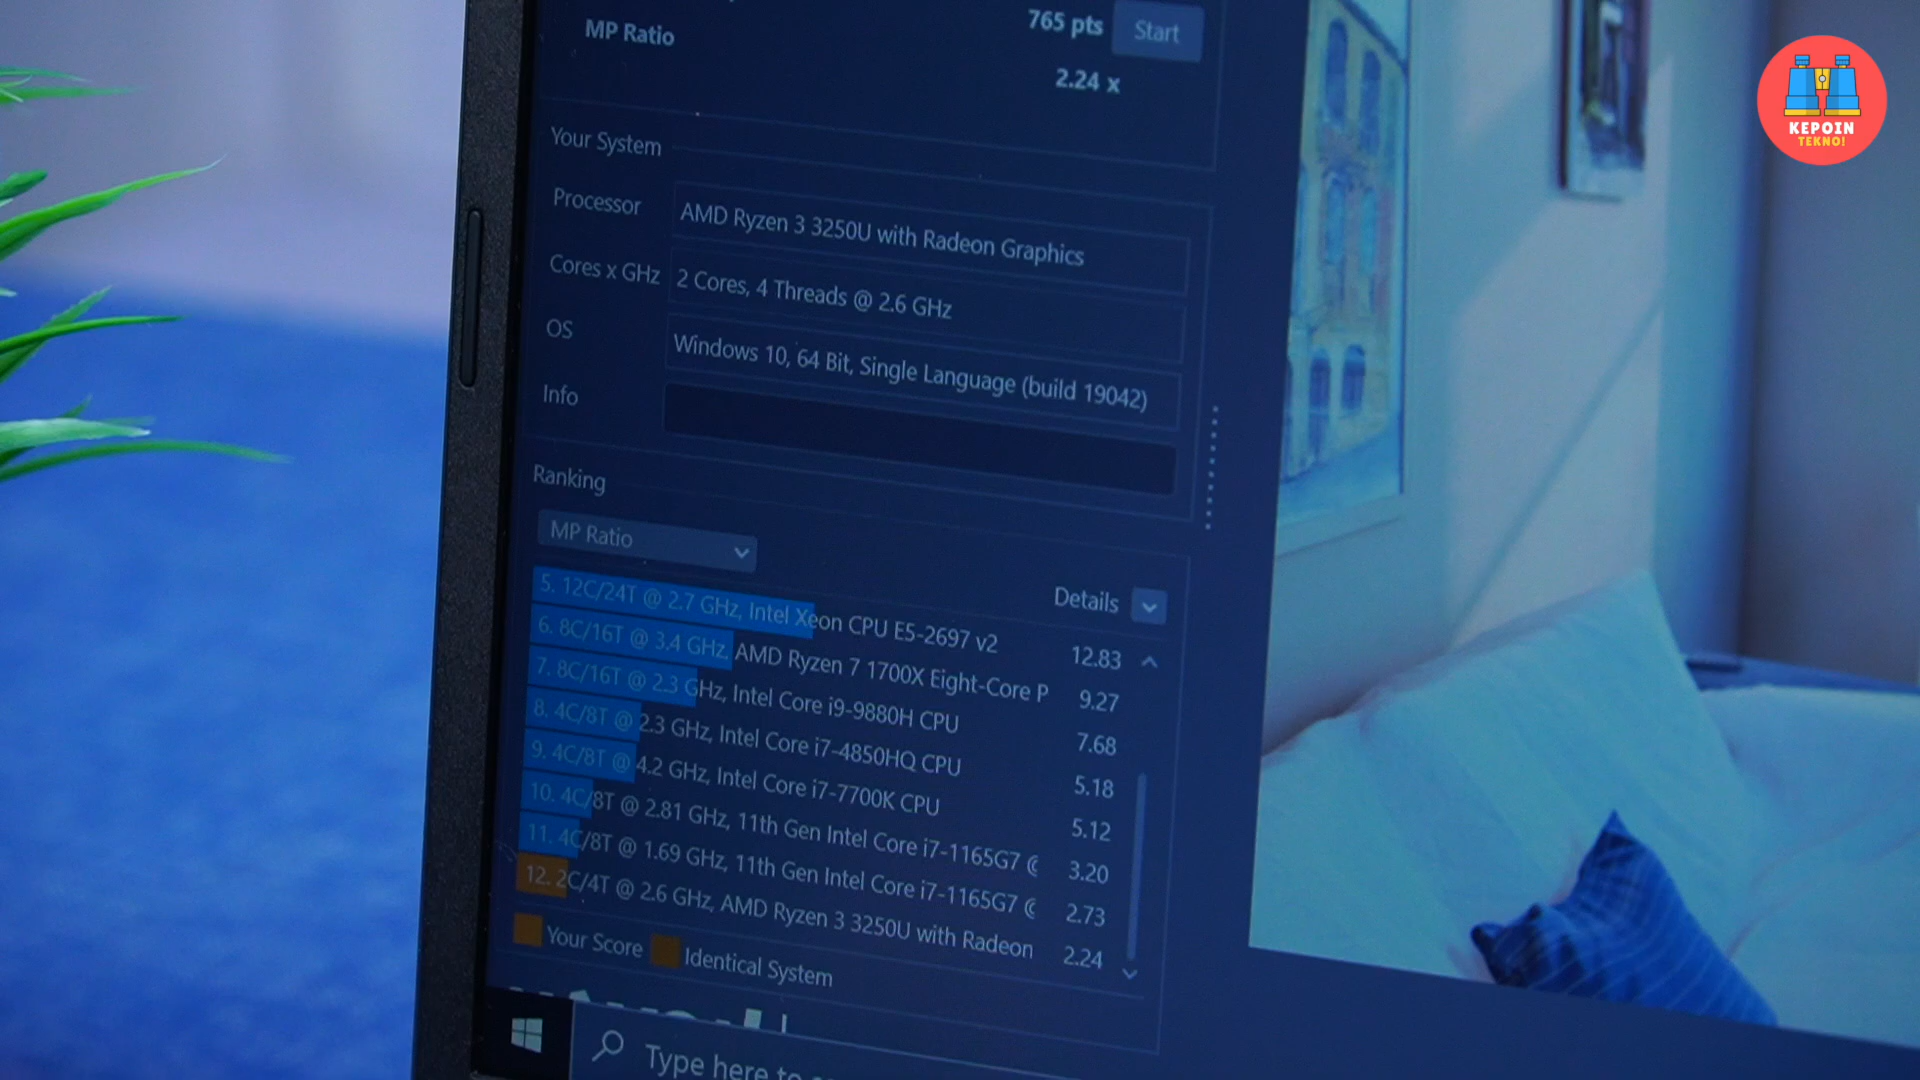 765 pts
Start
MP Ratio
2.24 x
KEPOIN
TEKNO!
Your System
Processor
AMD Ryzen 3 3250U with Radeon Graphics
Cores x GHz
2 Cores, 4 Threads @ 2.6 GHz
OS
Windows 10, 64 Bit, Single Language (build 19042)
Info
Ranking
MP Ratio
Details
5. 12C/24T @ 2.7 GHz, Intel Xeon CPU E5-2697 v2 12.83
6. 8C/16T @ 3.4 GHz, AMD Ryzen 7 1700X Eight-Core P 9.27
7. 8C/16T @ 2.3 GHz, Intel Core i9-9880H CPU 7.68
8. 4C/8T @ 2.3 GHz, Intel Core i7-4850HQ CPU 5.18
9. 4C/8T @ 4.2 GHz, Intel Core i7-7700K CPU 5.12
10. 4C/8T @ 2.81 GHz, 11th Gen Intel Core i7-1165G7 @ 3.20
11. 4C/8T @ 1.69 GHz, 11th Gen Intel Core i7-1165G7 @ 2.73
12. 2C/4T @ 2.6 GHz, AMD Ryzen 3 3250U with Radeon 2.24
Your Score Identical System
Type here to